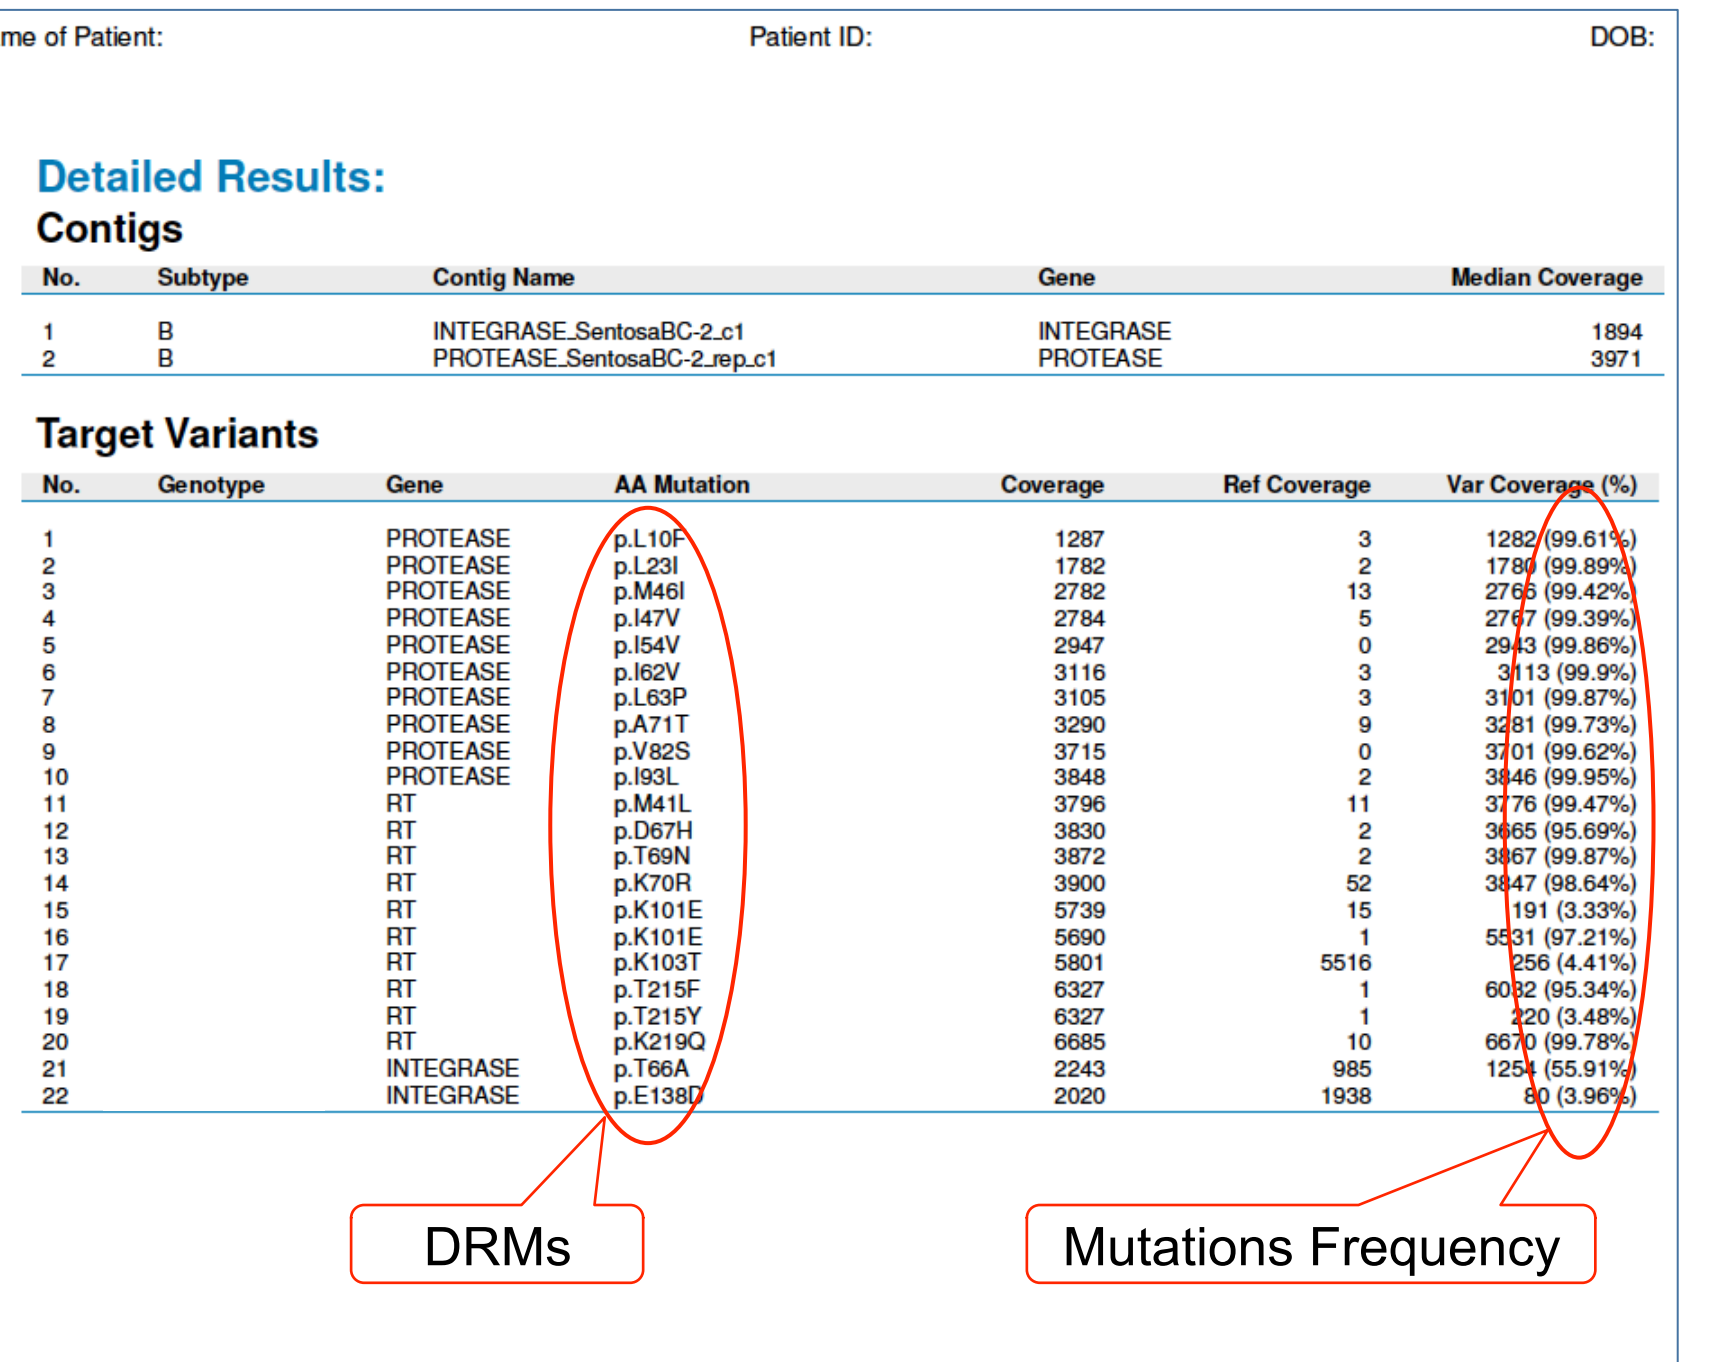 me of Patient: Patient ID: DOB:
Detailed Results:
Contigs
No. Subtype Contig Name Gene Median Coverage
1 B INTEGRASE_SentosaBC-2_c1 INTEGRASE 1894
2 B PROTEASE_SentosaBC-2_rep_c1 PROTEASE 3971
Target Variants
No. Genotype Gene AA Mutation Coverage Ref Coverage Var Coverage (%)
1 PROTEASE p.L10F 1287 3 1282 (99.61%)
2 PROTEASE p.L23I 1782 2 1780 (99.89%)
3 PROTEASE p.M46I 2782 13 2766 (99.42%)
4 PROTEASE p.I47V 2784 5 2767 (99.39%)
5 PROTEASE p.I54V 2947 0 2943 (99.86%)
6 PROTEASE p.I62V 3116 3 3113 (99.9%)
7 PROTEASE p.L63P 3105 3 3101 (99.87%)
8 PROTEASE p.A71T 3290 9 3281 (99.73%)
9 PROTEASE p.V82S 3715 0 3701 (99.62%)
10 PROTEASE p.I93L 3848 2 3846 (99.95%)
11 RT p.M41L 3796 11 3776 (99.47%)
12 RT p.D67H 3830 2 3665 (95.69%)
13 RT p.T69N 3872 2 3867 (99.87%)
14 RT p.K70R 3900 52 3847 (98.64%)
15 RT p.K101E 5739 15 191 (3.33%)
16 RT p.K101E 5690 1 5531 (97.21%)
17 RT p.K103T 5801 5516 256 (4.41%)
18 RT p.T215F 6327 1 6032 (95.34%)
19 RT p.T215Y 6327 1 220 (3.48%)
20 RT p.K219Q 6685 10 6670 (99.78%)
21 INTEGRASE p.T66A 2243 985 1254 (55.91%)
22 INTEGRASE p.E138D 2020 1938 80 (3.96%)
DRMs Mutations Frequency